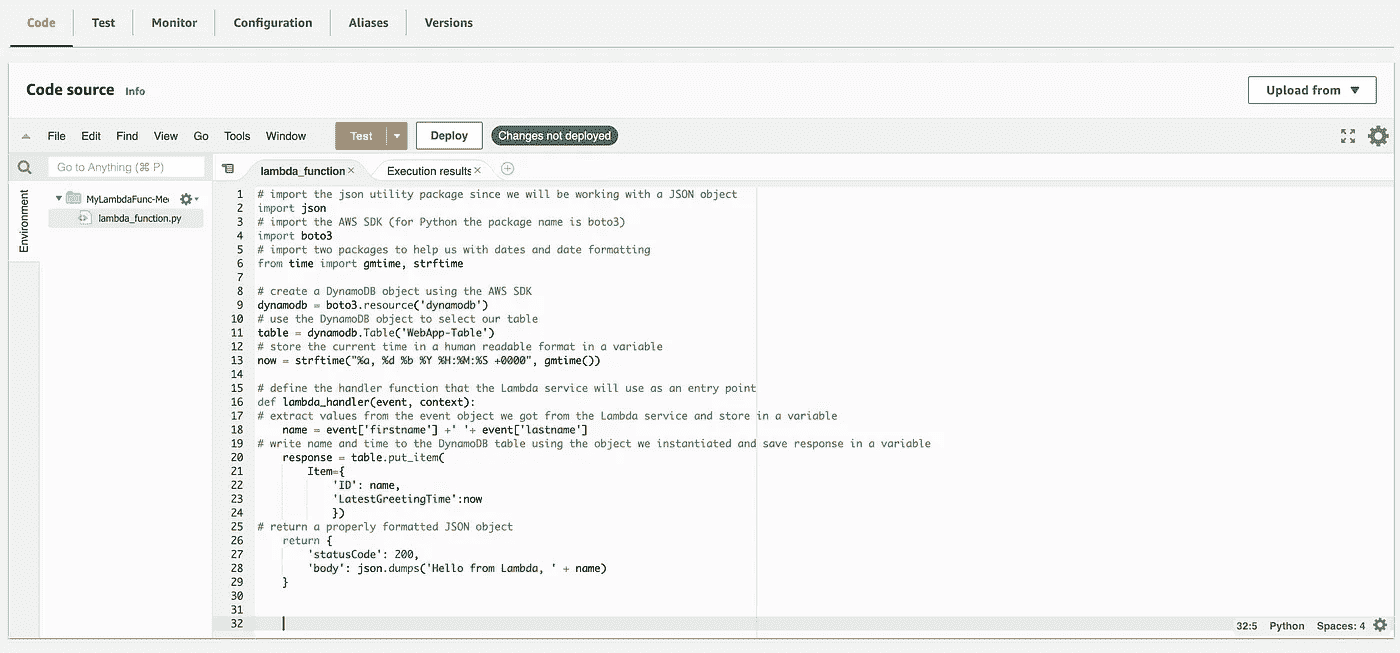 Code Test Monitor Configuration Aliases Versions
Code source Info
Upload from
File Edit Find View Go Tools Window Test Deploy Changes not deployed
Go to Anything (⌘ P)
lambda_function Execution results
Environment
MyLambdaFunc-Me
lambda_function.py
1 # import the json utility package since we will be working with a JSON object
2 import json
3 # import the AWS SDK (for Python the package name is boto3)
4 import boto3
5 # import two packages to help us with dates and date formatting
6 from time import gmtime, strftime
7
8 # create a DynamoDB object using the AWS SDK
9 dynamodb = boto3.resource('dynamodb')
10 # use the DynamoDB object to select our table
11 table = dynamodb.Table('WebApp-Table')
12 # store the current time in a human readable format in a variable
13 now = strftime("%a, %d %b %Y %H:%M:%S +0000", gmtime())
14
15 # define the handler function that the Lambda service will use as an entry point
16 def lambda_handler(event, context):
17 # extract values from the event object we got from the Lambda service and store in a variable
18     name = event['firstname'] +' '+ event['lastname']
19 # write name and time to the DynamoDB table using the object we instantiated and save response in a variable
20     response = table.put_item(
21         Item={
22             'ID': name,
23             'LatestGreetingTime':now
24             })
25 # return a properly formatted JSON object
26     return {
27         'statusCode': 200,
28         'body': json.dumps('Hello from Lambda, ' + name)
29     }
30
31
32
32:5 Python Spaces: 4